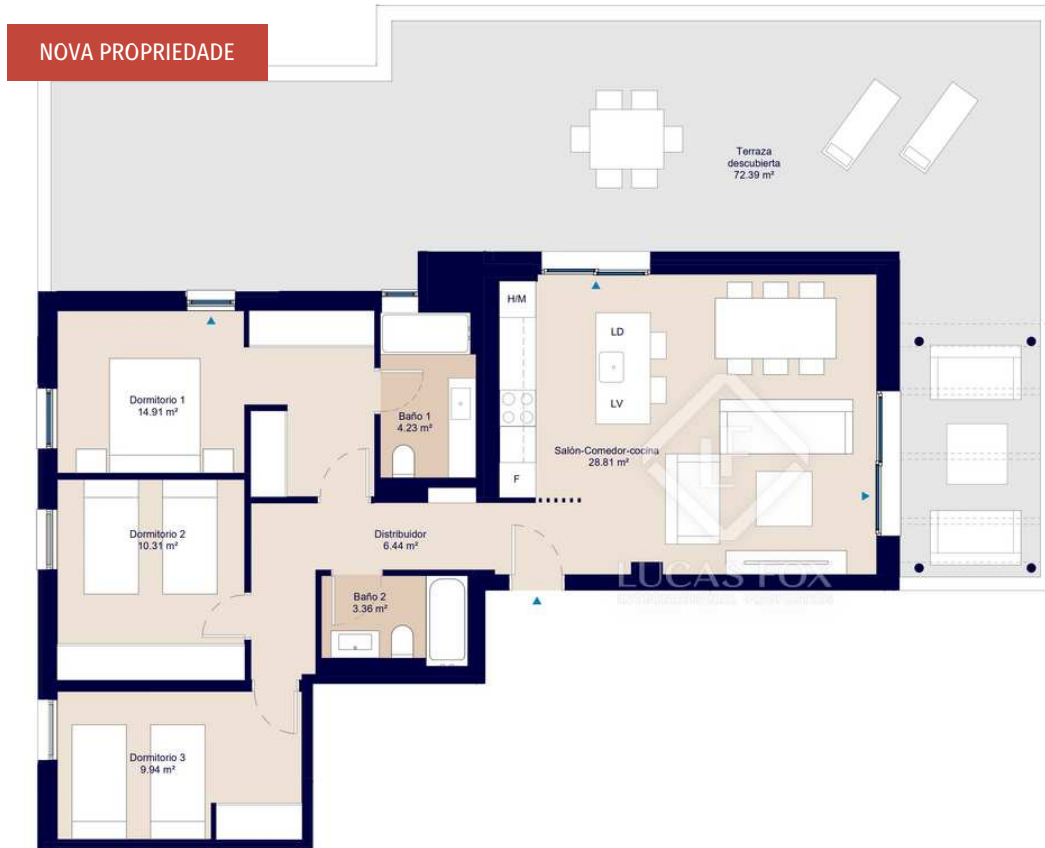 NOVA PROPRIEDADE
Terraza
descubierta
72.39 m²
H/M
LD
LV
F
Dormitorio 1
14.91 m²
Baño 1
4.23 m²
Salón-Comedor-cocina
28.81 m²
Dormitorio 2
10.31 m²
Distribuidor
6.44 m²
Baño 2
3.36 m²
LF
LUCAS FOX
Dormitorio 3
9.94 m²